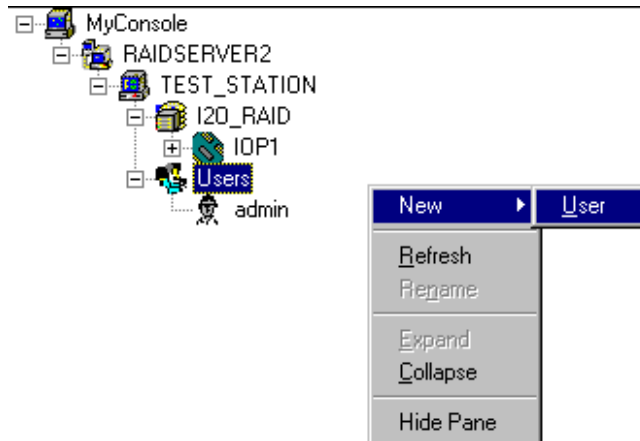 MyConsole
RAIDSERVER2
TEST_STATION
I2O_RAID
IOP1
Users
admin
New
User
Refresh
Rename
Expand
Collapse
Hide Pane